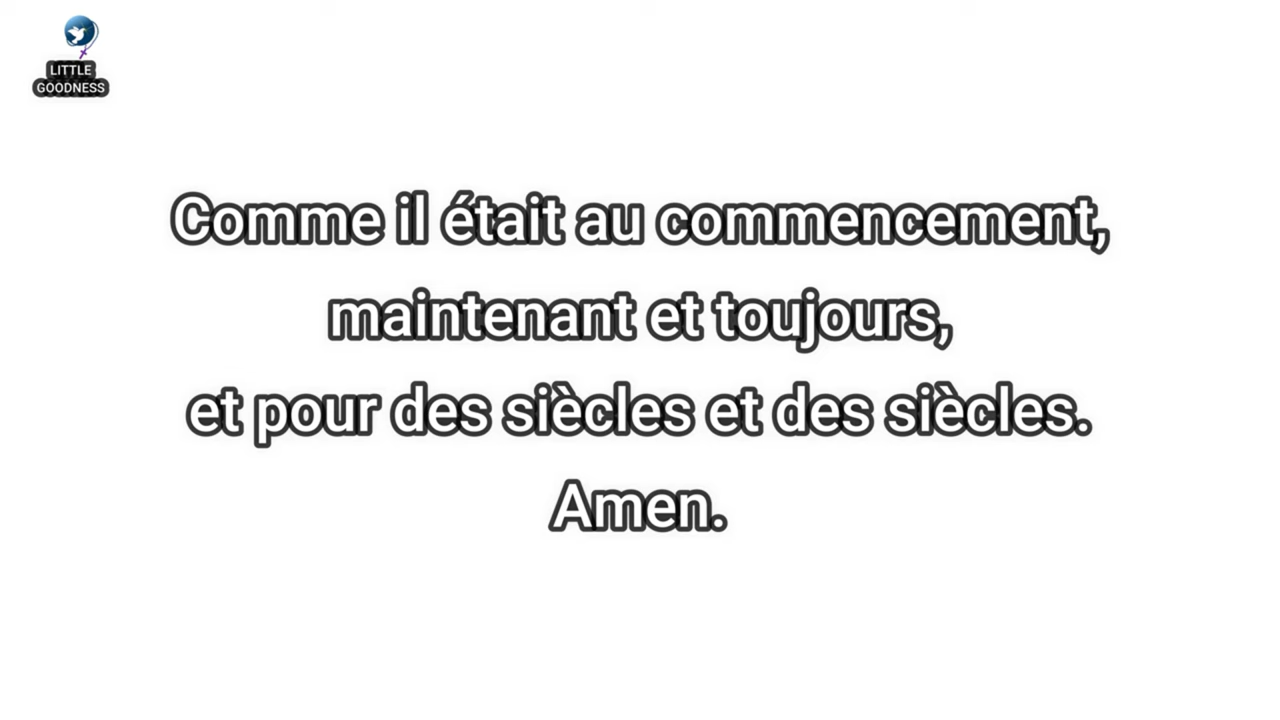 LITTLE
GOODNESS
Comme il était au commencement,
maintenant et toujours,
et pour des siècles et des siècles.
Amen.